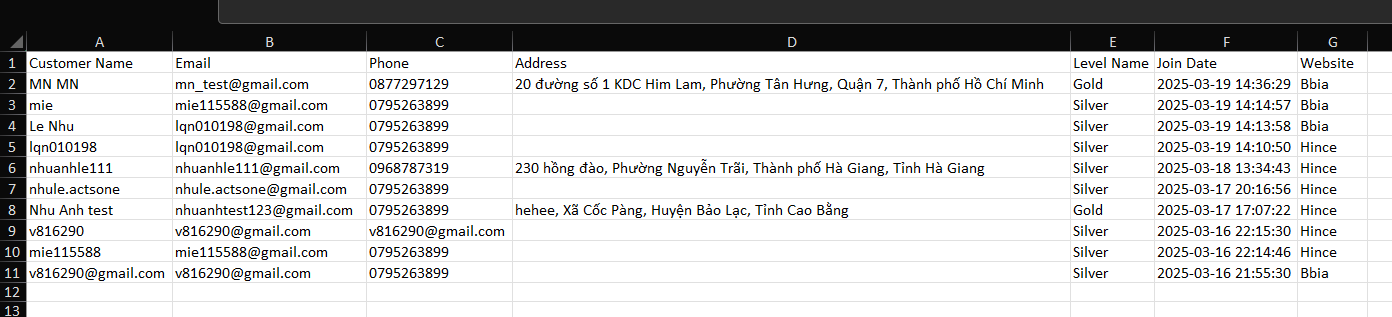 A B C D E F G
1 Customer Name Email Phone Address Level Name Join Date Website
2 MN MN mn_test@gmail.com 0877297129 20 đường số 1 KDC Him Lam, Phường Tân Hưng, Quận 7, Thành phố Hồ Chí Minh Gold 2025-03-19 14:36:29 Bbia
3 mie mie115588@gmail.com 0795263899 Silver 2025-03-19 14:14:57 Bbia
4 Le Nhu lqn010198@gmail.com 0795263899 Silver 2025-03-19 14:13:58 Bbia
5 lqn010198 lqn010198@gmail.com 0795263899 Silver 2025-03-19 14:10:50 Hince
6 nhuanhle111 nhuanhle111@gmail.com 0968787319 230 hồng đào, Phường Nguyễn Trãi, Thành phố Hà Giang, Tỉnh Hà Giang Silver 2025-03-18 13:34:43 Hince
7 nhule.actsone nhule.actsone@gmail.com 0795263899 Silver 2025-03-17 20:16:56 Hince
8 Nhu Anh test nhuanhtest123@gmail.com 0795263899 hehee, Xã Cốc Pàng, Huyện Bảo Lạc, Tỉnh Cao Bằng Gold 2025-03-17 17:07:22 Hince
9 v816290 v816290@gmail.com v816290@gmail.com Silver 2025-03-16 22:15:30 Hince
10 mie115588 mie115588@gmail.com 0795263899 Silver 2025-03-16 22:14:46 Hince
11 v816290@gmail.com v816290@gmail.com 0795263899 Silver 2025-03-16 21:55:30 Bbia
12
13